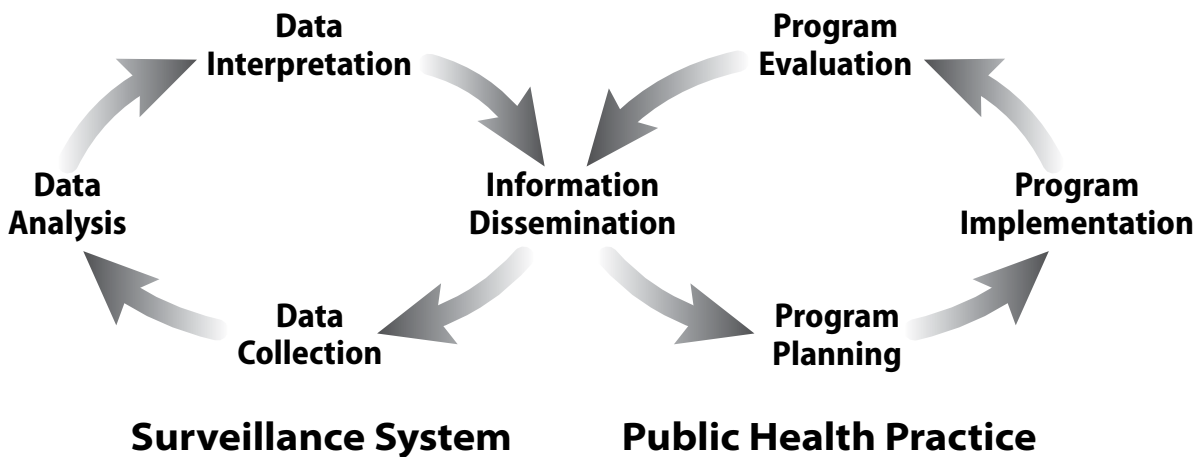 Data
Interpretation
Program
Evaluation
Data
Analysis
Information
Dissemination
Program
Implementation
Data
Collection
Program
Planning
Surveillance System
Public Health Practice